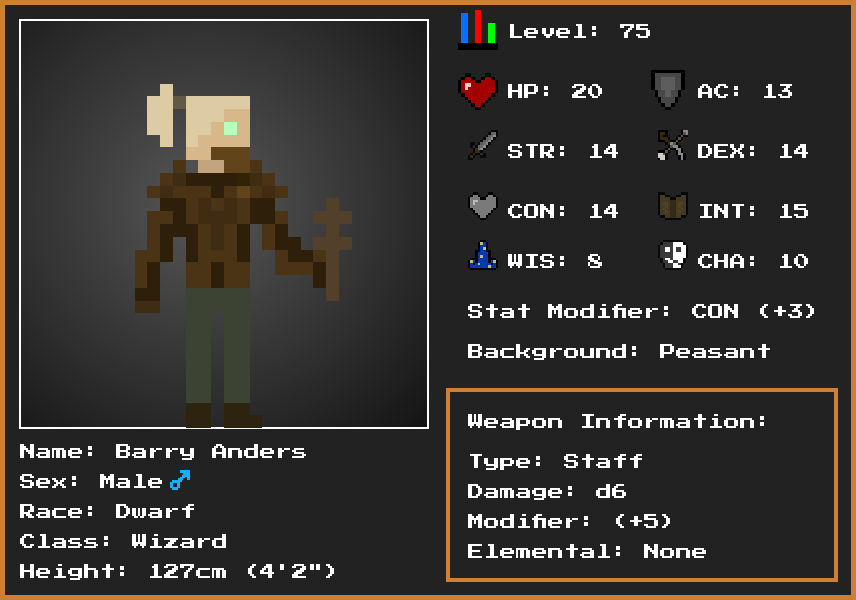 Level: 75
HP: 20
AC: 13
STR: 14
DEX: 14
CON: 14
INT: 15
WIS: 8
CHA: 10
Stat Modifier: CON (+3)
Background: Peasant
Weapon Information:
Type: Staff
Damage: d6
Modifier: (+5)
Elemental: None
Name: Barry Anders
Sex: Male♂
Race: Dwarf
Class: Wizard
Height: 127cm (4'2")